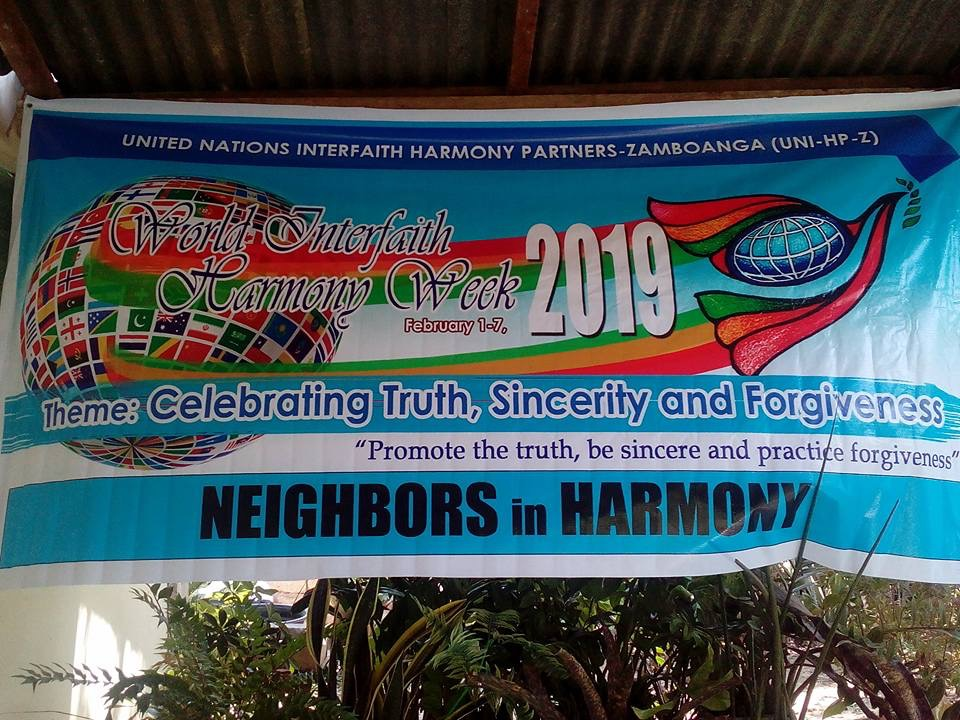 UNITED NATIONS INTERFAITH HARMONY PARTNERS-ZAMBOANGA (UNI-HP-Z)
World Interfaith
Harmony Week 2019
February 1-7,
Theme: Celebrating Truth, Sincerity and Forgiveness
"Promote the truth, be sincere and practice forgiveness"
NEIGHBORS in HARMONY